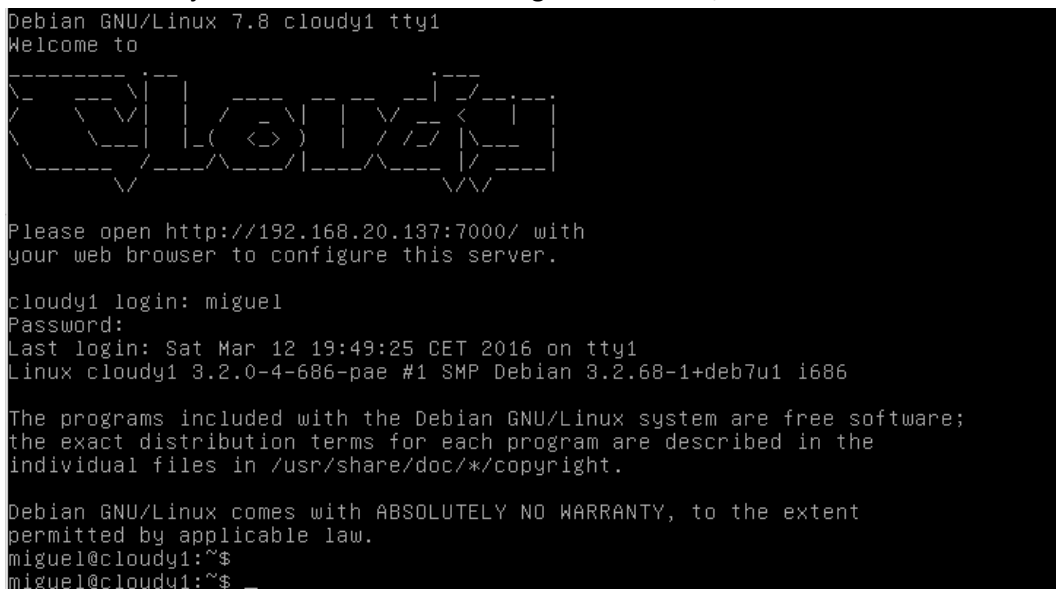 Debian GNU/Linux 7.8 cloudy1 tty1
Welcome to
Cloudy
Please open http://192.168.20.137:7000/ with
your web browser to configure this server.
cloudy1 login: miguel
Password:
Last login: Sat Mar 12 19:49:25 CET 2016 on tty1
Linux cloudy1 3.2.0-4-686-pae #1 SMP Debian 3.2.68-1+deb7u1 i686
The programs included with the Debian GNU/Linux system are free software;
the exact distribution terms for each program are described in the
individual files in /usr/share/doc/*/copyright.
Debian GNU/Linux comes with ABSOLUTELY NO WARRANTY, to the extent
permitted by applicable law.
miguel@cloudy1:~$
miguel@cloudy1:~$ _